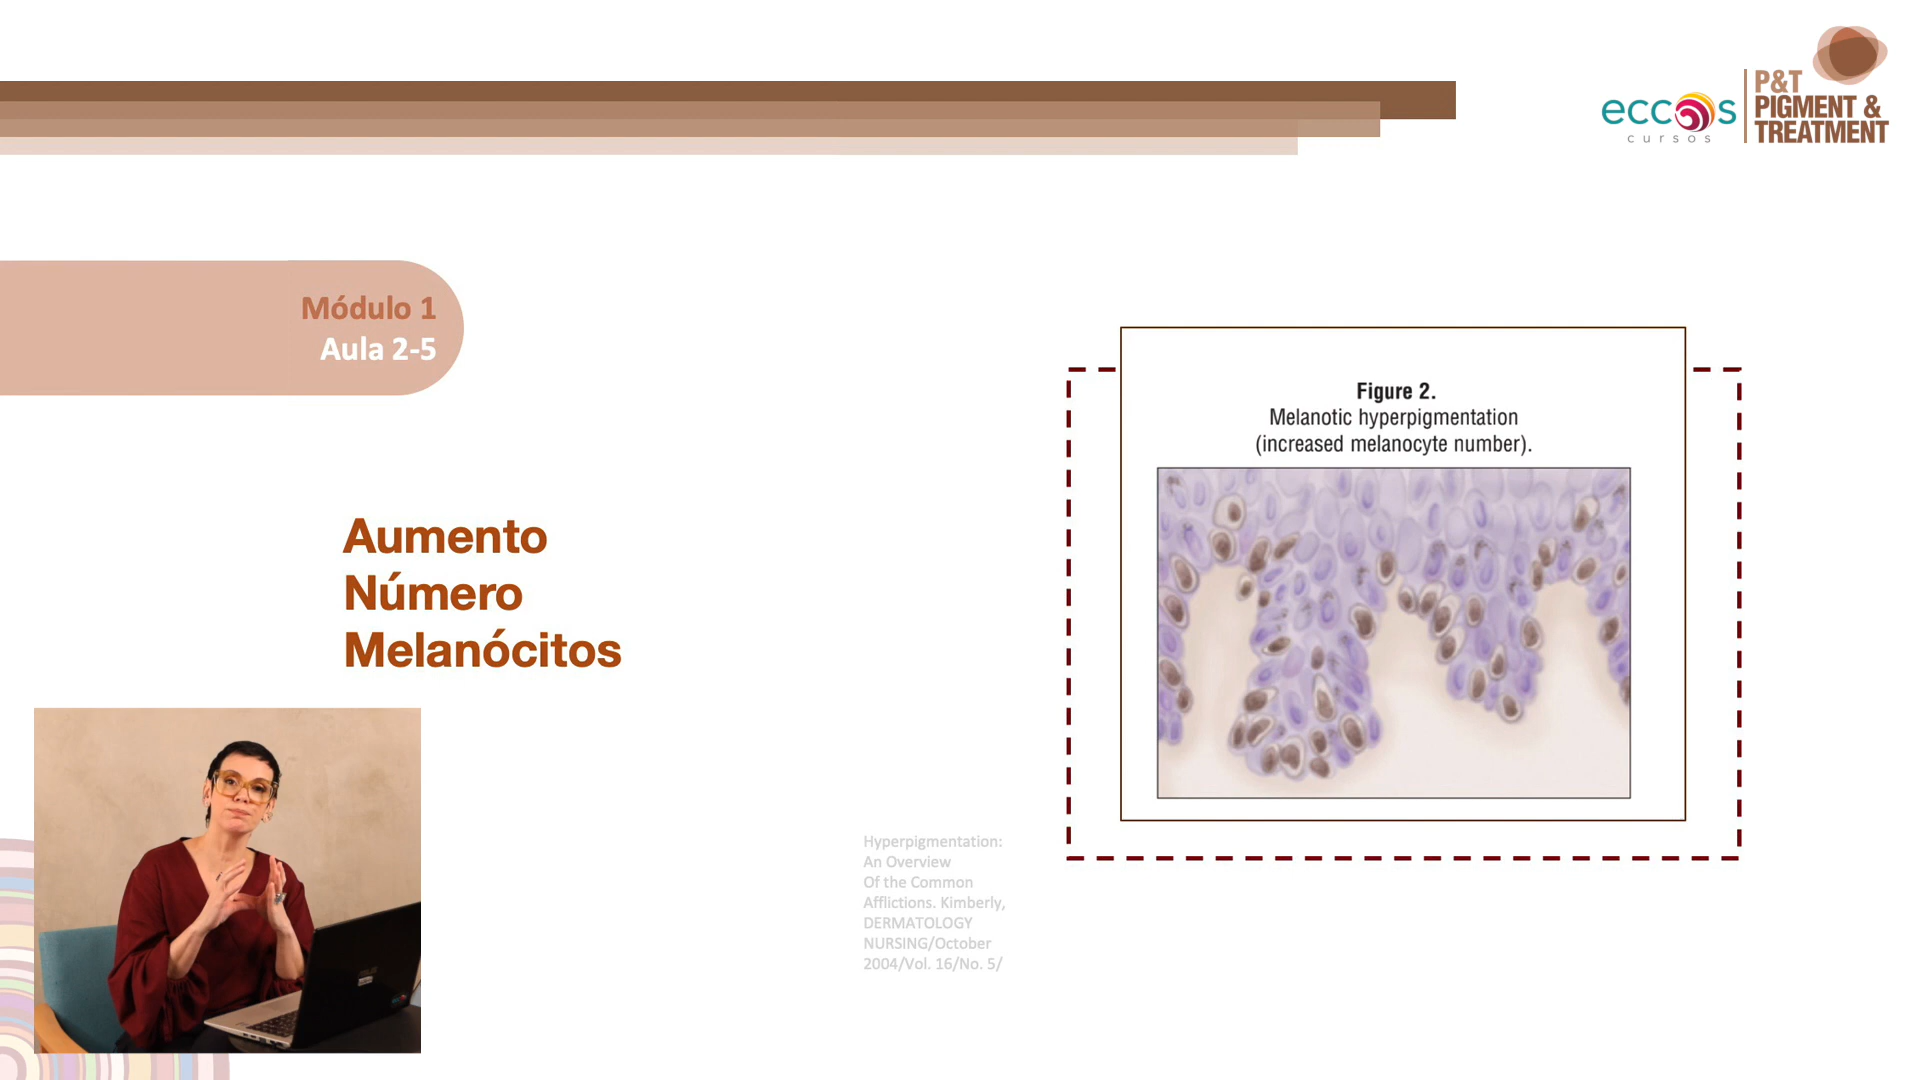 eccos
cursos
P&T
PIGMENT &
TREATMENT
Módulo 1
Aula 2-5
Aumento
Número
Melanócitos
Figure 2.
Melanotic hyperpigmentation
(increased melanocyte number).
Hyperpigmentation:
An Overview
Of the Common
Afflictions. Kimberly,
DERMATOLOGY
NURSING/October
2004/Vol. 16/No. 5/